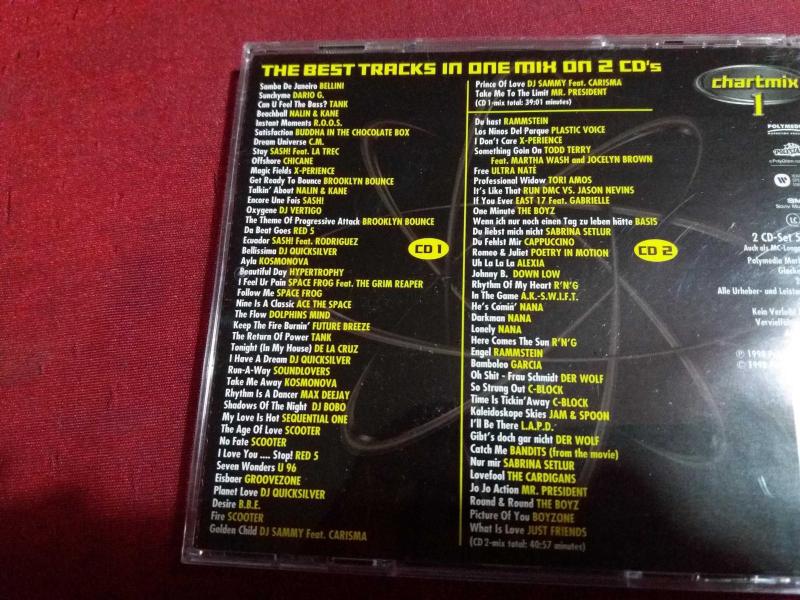 THE BEST TRACKS IN ONE MIX ON 2 CD's
Samba De Janeiro BELLINI
Sunchyme DARIO G.
Can U Feel The Bass? TANK
Beachball NALIN & KANE
Instant Moments R.O.O.S.
Satisfaction BUDDHA IN THE CHOCOLATE BOX
Dream Universe C.M.
Stay SASH! Feat. LA TREC
Offshore CHICANE
Magic Fields X-PERIENCE
Get Ready To Bounce BROOKLYN BOUNCE
Talkin' About NALIN & KANE
Encore Une Fois SASH!
Oxygene DJ VERTIGO
The Theme Of Progressive Attack BROOKLYN BOUNCE
Da Beat Goes RED 5
Ecuador SASH! Feat. RODRIGUEZ
Bellissima DJ QUICKSILVER
Ayla KOSMONOVA
Beautiful Day HYPERTROPHY
I Feel Ur Pain SPACE FROG Feat. THE GRIM REAPER
Follow Me SPACE FROG
Nine Is A Classic ACE THE SPACE
The Flow DOLPHINS MIND
Keep The Fire Burnin' FUTURE BREEZE
The Return Of Power TANK
Tonight (In My House) DE LA CRUZ
I Have A Dream DJ QUICKSILVER
Run-A-Way SOUNDLOVERS
Take Me Away KOSMONOVA
Rhythm Is A Dancer MAX DEEJAY
Shadows Of The Night DJ BOBO
My Love Is Hot SEQUENTIAL ONE
The Age Of Love SCOOTER
No Fate SCOOTER
I Love You .... Stop! RED 5
Seven Wonders U 96
Eisbaer GROOVEZONE
Planet Love DJ QUICKSILVER
Desire B.B.E.
Fire SCOOTER
Golden Child DJ SAMMY Feat. CARISMA
CD 1
Prince Of Love DJ SAMMY Feat. CARISMA
Take Me To The Limit MR. PRESIDENT
(CD 1-mix total: 39:01 minutes)
Du hast RAMMSTEIN
Los Ninos Del Parque PLASTIC VOICE
I Don't Care X-PERIENCE
Something Goin On TODD TERRY
Feat. MARTHA WASH and JOCELYN BROWN
Free ULTRA NATÉ
Professional Widow TORI AMOS
It's Like That RUN DMC VS. JASON NEVINS
If You Ever EAST 17 Feat. GABRIELLE
One Minute THE BOYZ
Wenn ich nur noch einen Tag zu leben hätte BASIS
Du liebst mich nicht SABRINA SETLUR
Du Fehlst Mir CAPPUCCINO
Romeo & Juliet POETRY IN MOTION
Uh La La La ALEXIA
Johnny B. DOWN LOW
Rhythm Of My Heart R'N'G
In The Game A.K.-S.W.I.F.T.
He's Comin' NANA
Darkman NANA
Lonely NANA
Here Comes The Sun R'N'G
Engel RAMMSTEIN
Bamboleo GARCIA
Oh Shit - Frau Schmidt DER WOLF
So Strung Out C-BLOCK
Time Is Tickin'Away C-BLOCK
Kaleidoskope Skies JAM & SPOON
I'll Be There L.A.P.D.
Gibt's doch gar nicht DER WOLF
Catch Me BANDITS (from the movie)
Nur mir SABRINA SETLUR
Lovefool THE CARDIGANS
Jo Jo Action MR. PRESIDENT
Round & Round THE BOYZ
Picture Of You BOYZONE
What Is Love JUST FRIENDS
(CD 2-mix total: 40:57 minutes)
CD 2
chartmix
1
POLYMEDIA
2 CD-Set
Auch als
Polymedia
Alle Urheber- und
Kein Verleih!
℗ 1998
© 1998